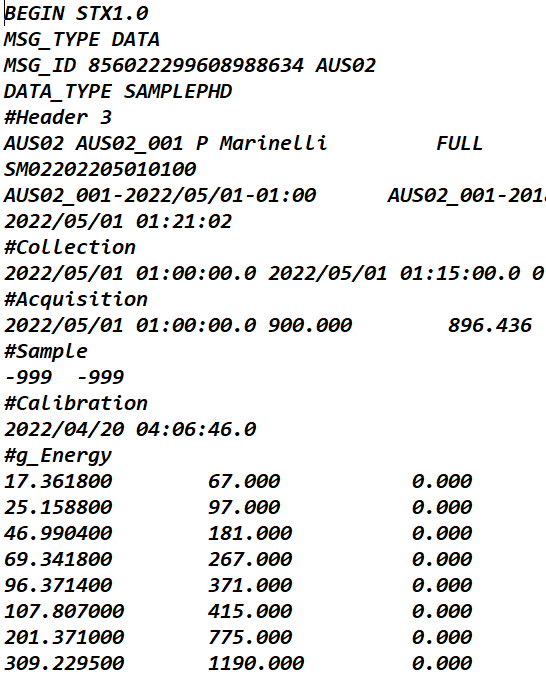 BEGIN STX1.0
MSG_TYPE DATA
MSG_ID 856022299608988634 AUS02
DATA_TYPE SAMPLEPHD
#Header 3
AUS02 AUS02_001 P Marinelli FULL
SM02202205010100
AUS02_001-2022/05/01-01:00 AUS02_001-201
2022/05/01 01:21:02
#Collection
2022/05/01 01:00:00.0 2022/05/01 01:15:00.0 0
#Acquisition
2022/05/01 01:00:00.0 900.000 896.436
#Sample
-999 -999
#Calibration
2022/04/20 04:06:46.0
#g_Energy
17.361800 67.000 0.000
25.158800 97.000 0.000
46.990400 181.000 0.000
69.341800 267.000 0.000
96.371400 371.000 0.000
107.807000 415.000 0.000
201.371000 775.000 0.000
309.229500 1190.000 0.000